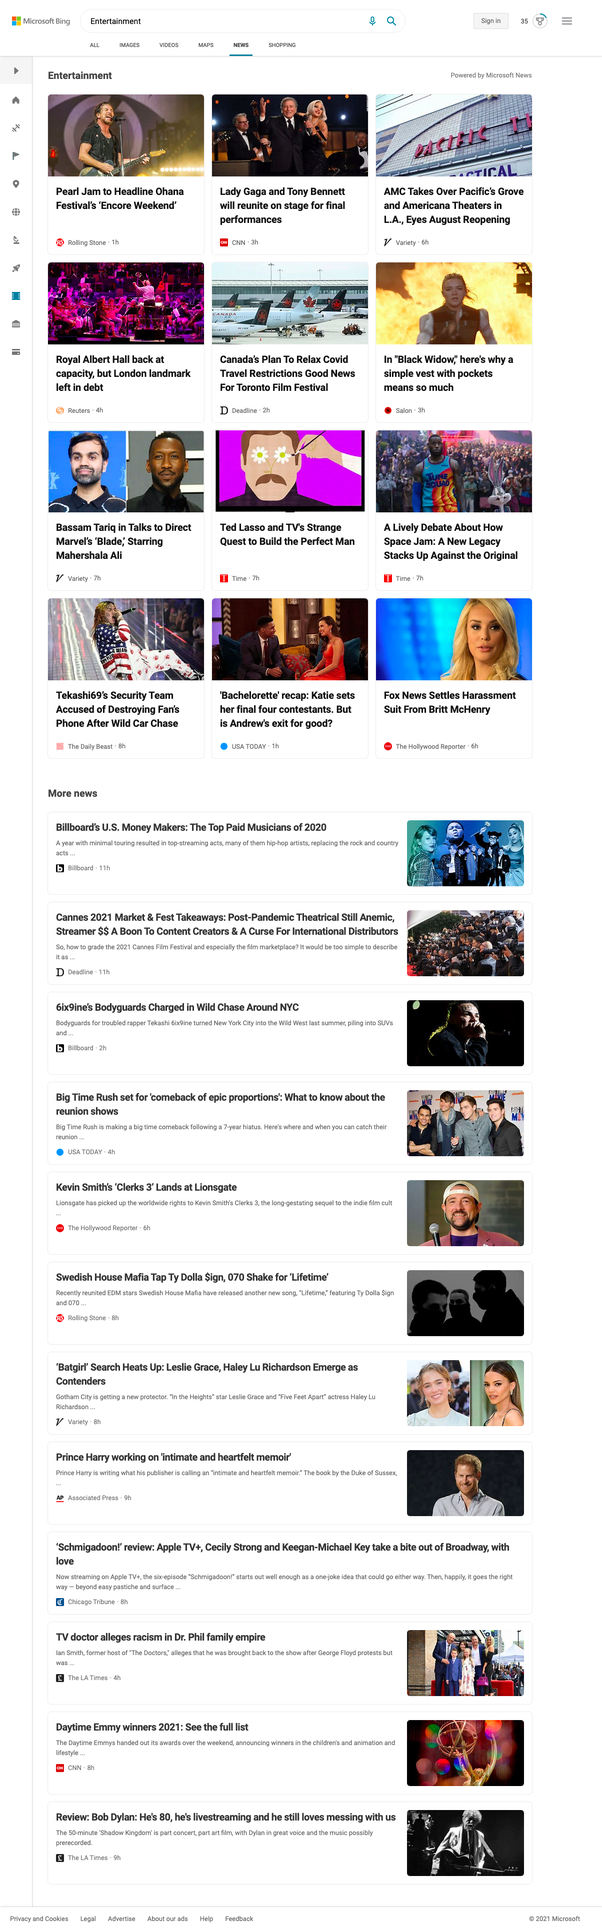 Microsoft Bing
Entertainment
Sign in
35
ALL IMAGES VIDEOS MAPS NEWS SHOPPING
Entertainment
Powered by Microsoft News
PACIFIC TH
Pearl Jam to Headline Ohana
Festival's 'Encore Weekend'
Rolling Stone · 1h
Lady Gaga and Tony Bennett
will reunite on stage for final
performances
CNN · 3h
AMC Takes Over Pacific's Grove
and Americana Theaters in
L.A., Eyes August Reopening
Variety · 6h
Royal Albert Hall back at
capacity, but London landmark
left in debt
Reuters · 4h
Canada's Plan To Relax Covid
Travel Restrictions Good News
For Toronto Film Festival
Deadline · 2h
In "Black Widow," here's why a
simple vest with pockets
means so much
Salon · 3h
Bassam Tariq in Talks to Direct
Marvel's 'Blade,' Starring
Mahershala Ali
Variety · 7h
Ted Lasso and TV's Strange
Quest to Build the Perfect Man
Time · 7h
A Lively Debate About How
Space Jam: A New Legacy
Stacks Up Against the Original
Time · 7h
Tekashi69's Security Team
Accused of Destroying Fan's
Phone After Wild Car Chase
The Daily Beast · 8h
'Bachelorette' recap: Katie sets
her final four contestants. But
is Andrew's exit for good?
USA TODAY · 1h
Fox News Settles Harassment
Suit From Britt McHenry
The Hollywood Reporter · 6h
More news
Billboard's U.S. Money Makers: The Top Paid Musicians of 2020
A year with minimal touring resulted in top-streaming acts, many of them hip-hop artists, replacing the rock and country
acts ...
Billboard · 11h
Cannes 2021 Market & Fest Takeaways: Post-Pandemic Theatrical Still Anemic,
Streamer $$ A Boon To Content Creators & A Curse For International Distributors
So, how to grade the 2021 Cannes Film Festival and especially the film marketplace? It would be too simple to describe
it as ...
Deadline · 11h
6ix9ine's Bodyguards Charged in Wild Chase Around NYC
Bodyguards for troubled rapper Tekashi 6ix9ine turned New York City into the Wild West last summer, piling into SUVs
and ...
Billboard · 2h
Big Time Rush set for 'comeback of epic proportions': What to know about the
reunion shows
Big Time Rush is making a big time comeback following a 7-year hiatus. Here's where and when you can catch their
reunion ...
USA TODAY · 4h
Kevin Smith's 'Clerks 3' Lands at Lionsgate
Lionsgate has picked up the worldwide rights to Kevin Smith's Clerks 3, the long-gestating sequel to the indie film cult
...
The Hollywood Reporter · 6h
Swedish House Mafia Tap Ty Dolla $ign, 070 Shake for 'Lifetime'
Recently reunited EDM stars Swedish House Mafia have released another new song, "Lifetime," featuring Ty Dolla $ign
and 070 ...
Rolling Stone · 8h
'Batgirl' Search Heats Up: Leslie Grace, Haley Lu Richardson Emerge as
Contenders
Gotham City is getting a new protector. "In the Heights" star Leslie Grace and "Five Feet Apart" actress Haley Lu
Richardson ...
Variety · 8h
Prince Harry working on 'intimate and heartfelt memoir'
Prince Harry is writing what his publisher is calling an "intimate and heartfelt memoir." The book by the Duke of Sussex,
...
Associated Press · 9h
'Schmigadoon!' review: Apple TV+, Cecily Strong and Keegan-Michael Key take a bite out of Broadway, with
love
Now streaming on Apple TV+, the six-episode "Schmigadoon!" starts out well enough as a one-joke idea that could go either way. Then, happily, it goes the right
way — beyond easy pastiche and surface ...
Chicago Tribune · 8h
TV doctor alleges racism in Dr. Phil family empire
Ian Smith, former host of "The Doctors," alleges that he was brought back to the show after George Floyd protests but
was ...
The LA Times · 4h
Daytime Emmy winners 2021: See the full list
The Daytime Emmys handed out its awards over the weekend, announcing winners in the children's and animation and
lifestyle ...
CNN · 8h
Review: Bob Dylan: He's 80, he's livestreaming and he still loves messing with us
The 50-minute 'Shadow Kingdom' is part concert, part art film, with Dylan in great voice and the music possibly
prerecorded.
The LA Times · 9h
Privacy and Cookies Legal Advertise About our ads Help Feedback
© 2021 Microsoft